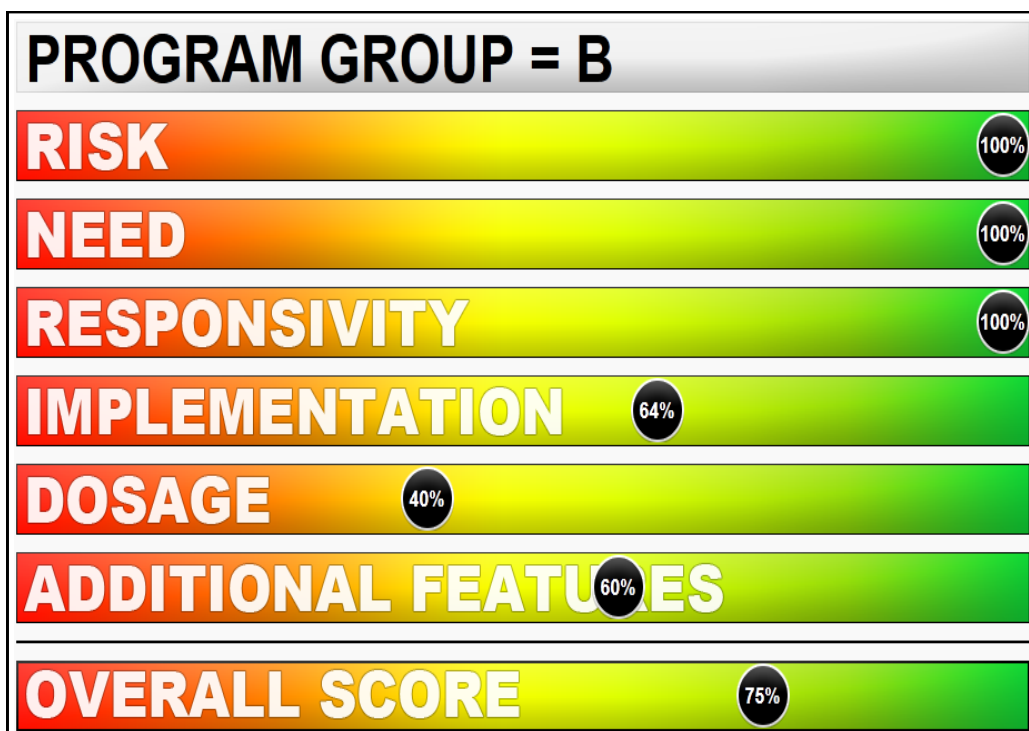 PROGRAM GROUP = B
RISK 100%
NEED 100%
RESPONSIVITY 100%
IMPLEMENTATION 64%
DOSAGE 40%
ADDITIONAL FEATURES 60%
OVERALL SCORE 75%